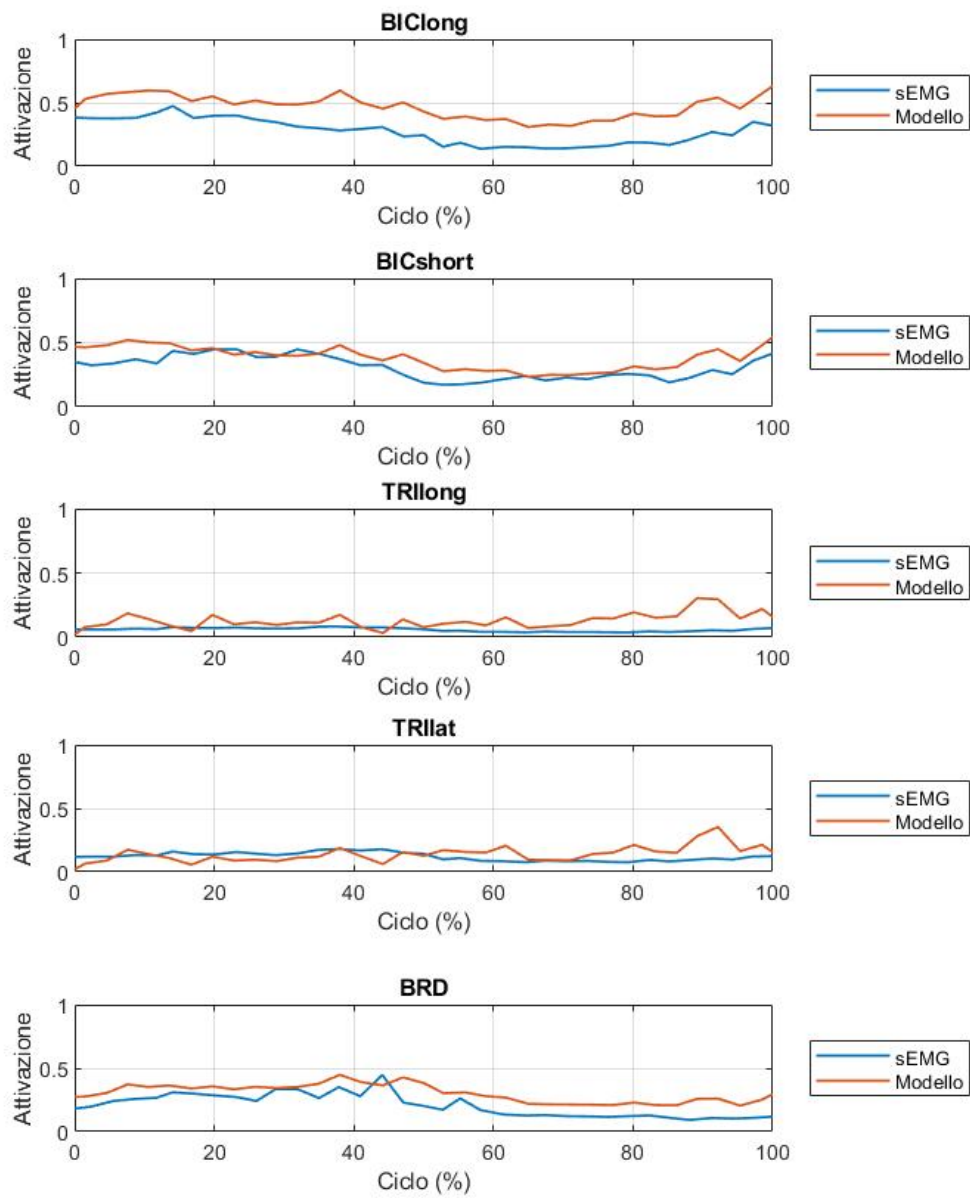 BIClong
1
0.5
0
Attivazione
0 20 40 60 80 100
Ciclo (%)
sEMG
Modello
BICshort
1
0.5
0
Attivazione
0 20 40 60 80 100
Ciclo (%)
sEMG
Modello
TRIlong
1
0.5
0
Attivazione
0 20 40 60 80 100
Ciclo (%)
sEMG
Modello
TRIlat
1
0.5
0
Attivazione
0 20 40 60 80 100
Ciclo (%)
sEMG
Modello
BRD
1
0.5
0
Attivazione
0 20 40 60 80 100
Ciclo (%)
sEMG
Modello